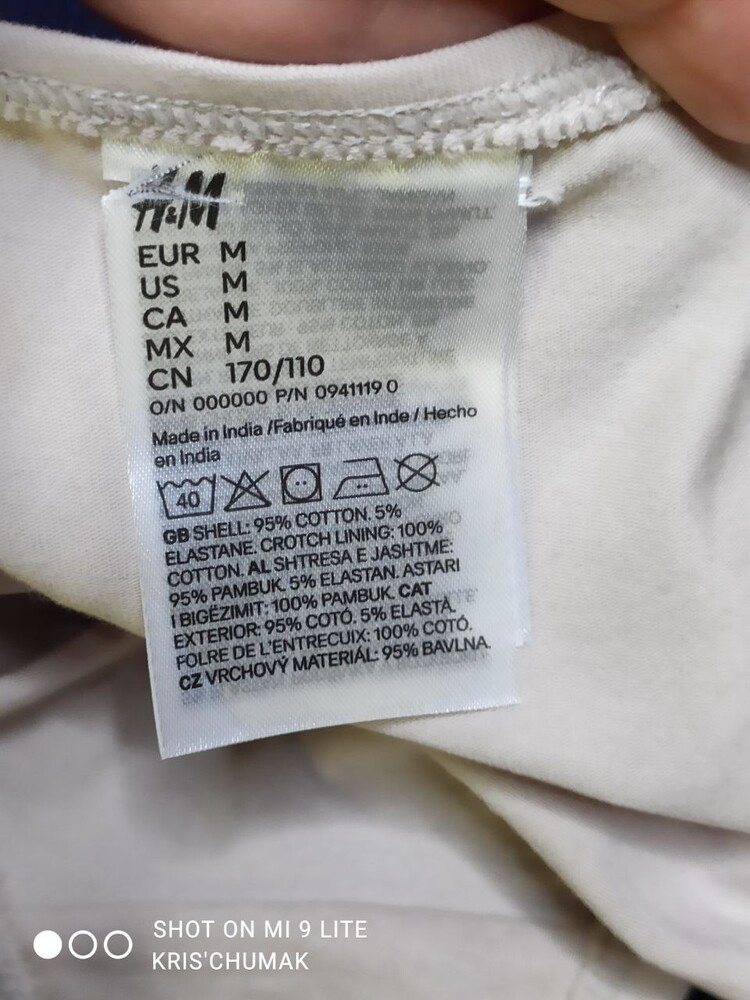 H&M
EUR M
US M
CA M
MX M
CN 170/110
O/N 000000 P/N 0941119 0
Made in India /Fabriqué en Inde / Hecho
en India
40
GB SHELL: 95% COTTON. 5%
ELASTANE. CROTCH LINING: 100%
COTTON. AL SHTRESA E JASHTME:
95% PAMBUK. 5% ELASTAN. ASTARI
I BIGËZIMIT: 100% PAMBUK. CAT
EXTERIOR: 95% COTÓ. 5% ELASTÀ.
FOLRE DE L'ENTRECUIX: 100% COTÓ.
CZ VRCHOVÝ MATERIÁL: 95% BAVLNA.
SHOT ON MI 9 LITE
KRIS'CHUMAK